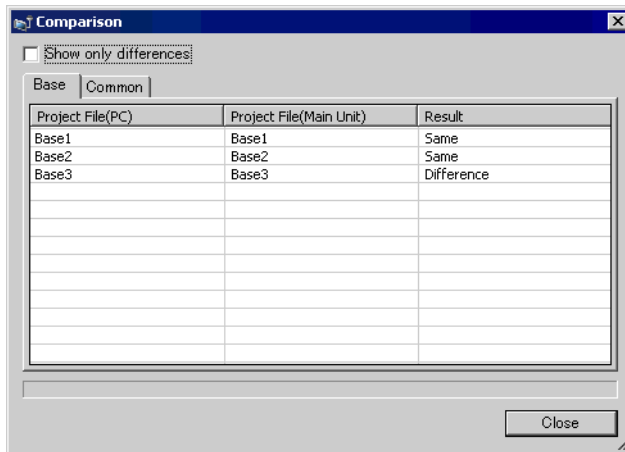 Comparison
Show only differences
Base Common
Project File(PC) Project File(Main Unit) Result
Base1 Base1 Same
Base2 Base2 Same
Base3 Base3 Difference
Close